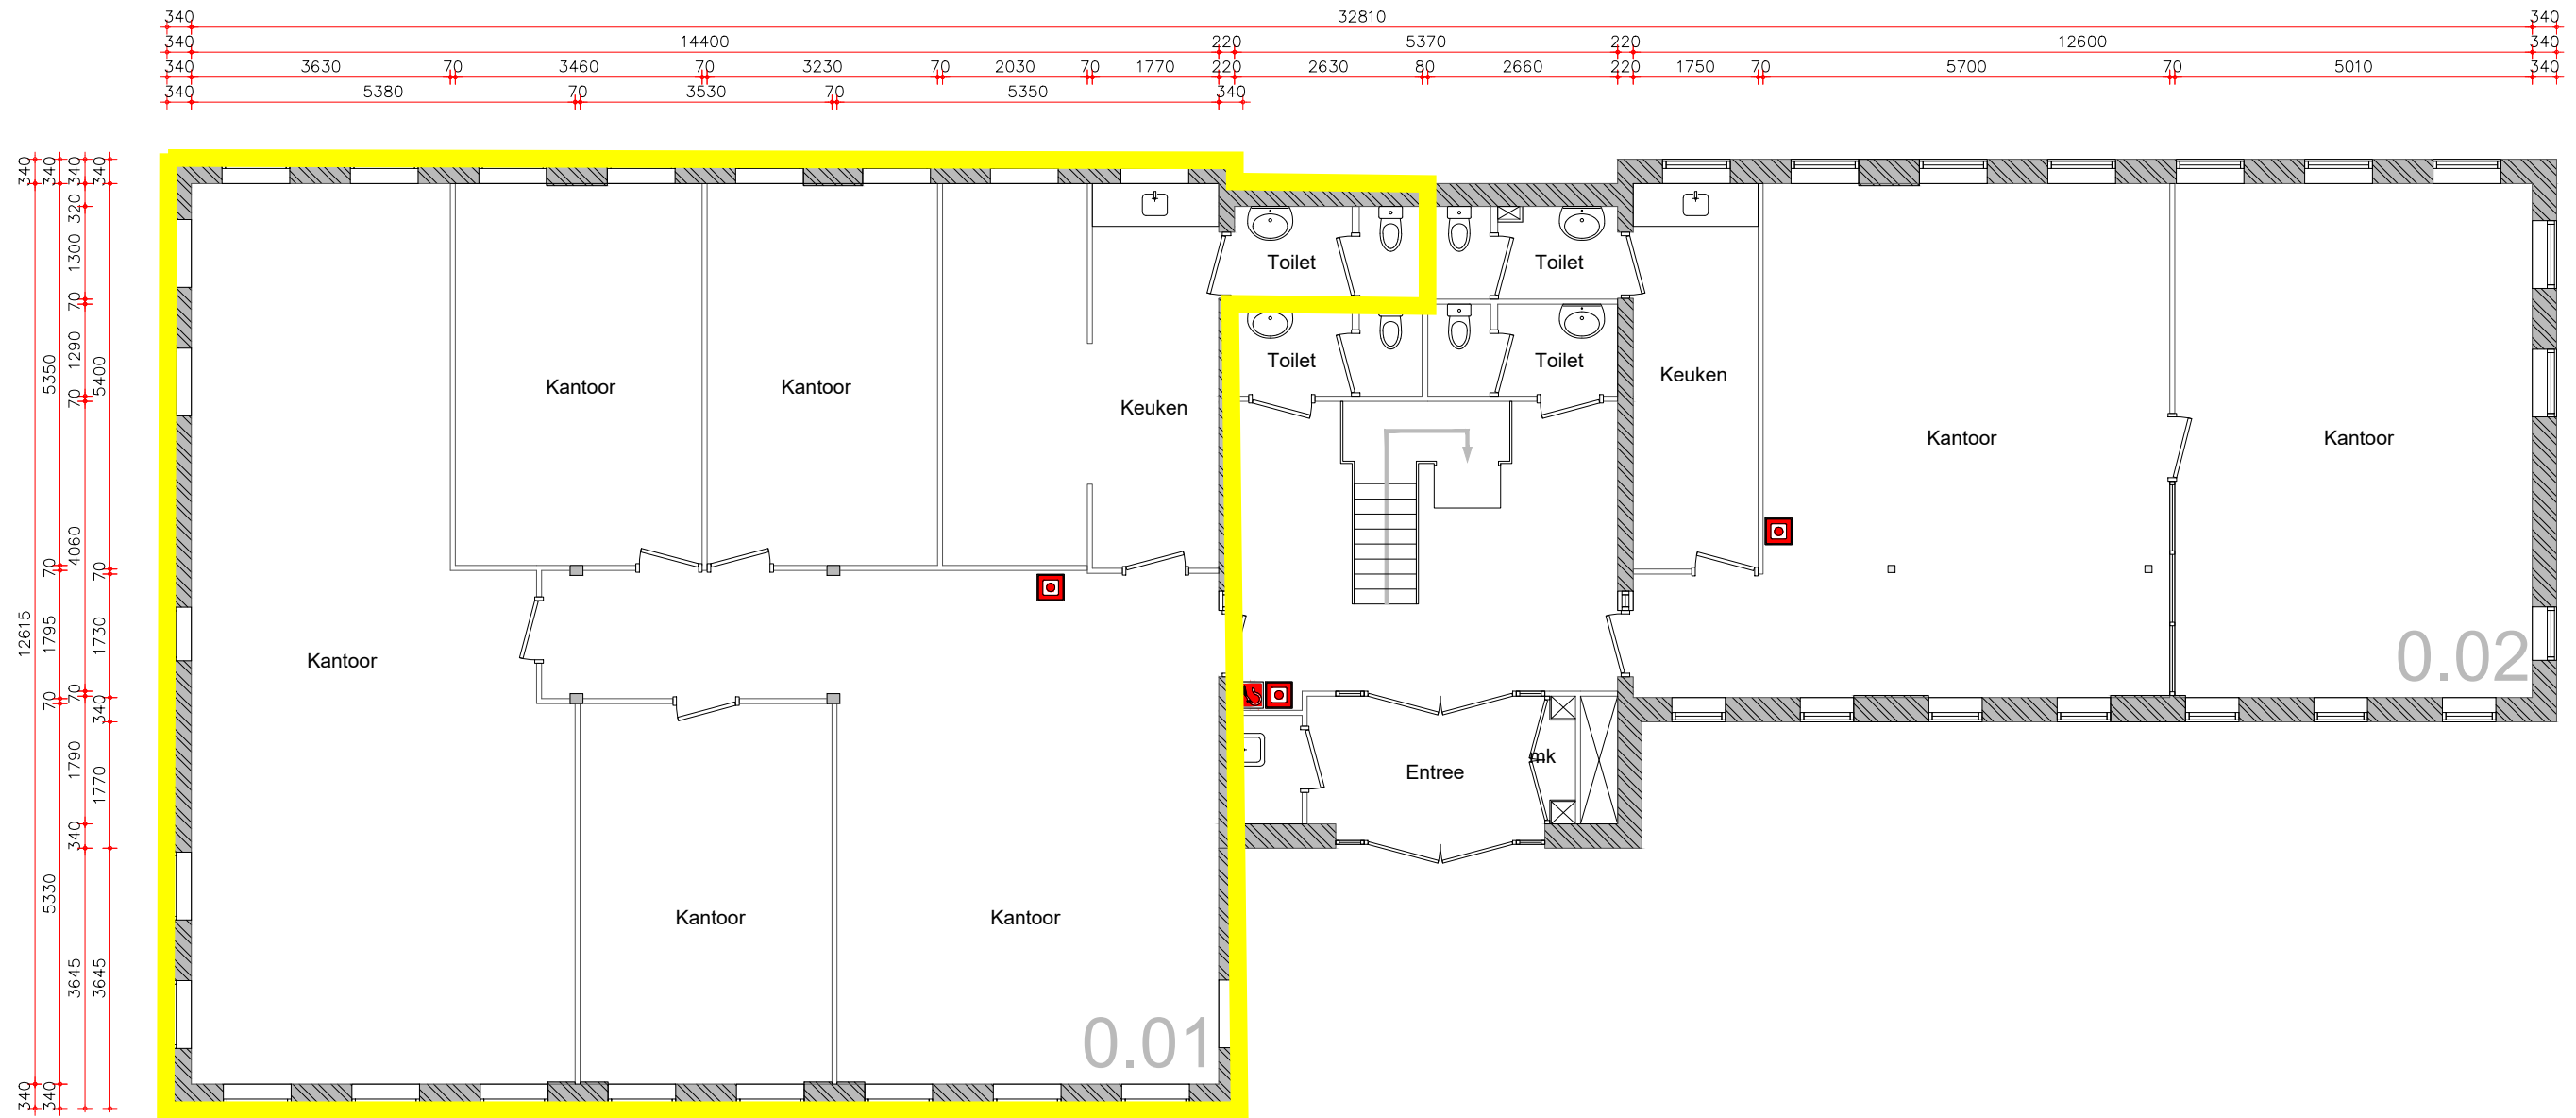 340 32810 340
340 14400 220 5370 220 12600 340
340 3630 70 3460 70 3230 70 2030 70 1770 220 2630 80 2660 220 1750 70 5700 70 5010 340
340 5380 70 3530 70 5350 340
340 12615 340
340 5350 70 1795 70 5330 340
340 320 1300 70 1290 70 4060 70 1790 340 3645
340 5400 70 1730 340 1770 3645
Toilet Toilet
Toilet Toilet
Kantoor Kantoor Keuken Keuken
Kantoor Kantoor
Kantoor 0.02
mk
Entree
Kantoor Kantoor
0.01